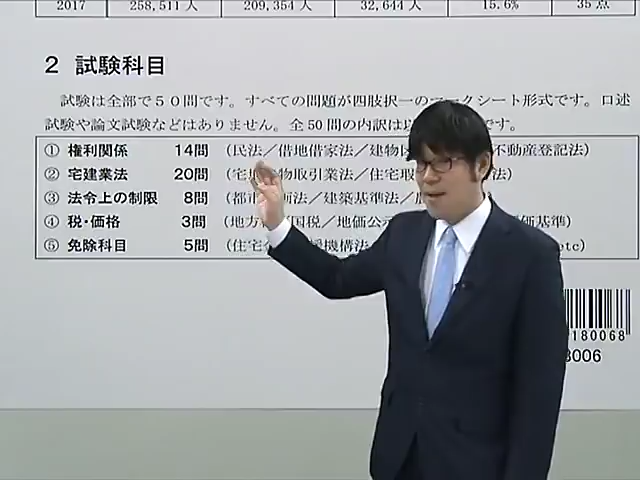 2017 258,511人 209,354人 32,644人 15.6% 35点
2 試験科目
試験は全部で50問です。すべての問題が四肢択一のマークシート形式です。口述
試験や論文試験などはありません。全50問の内訳は以 です。
① 権利関係 14問 (民法/借地借家法/建物 不動産登記法)
② 宅建業法 20問 (宅地 物取引業法/住宅 法)
③ 法令上の制限 8問 (都市 画法/建築基準法/
④ 税・価格 3問 (地方 国税/地価公示 価基準)
⑤ 免除科目 5問 (住宅 援機構法 etc)
180068
3006